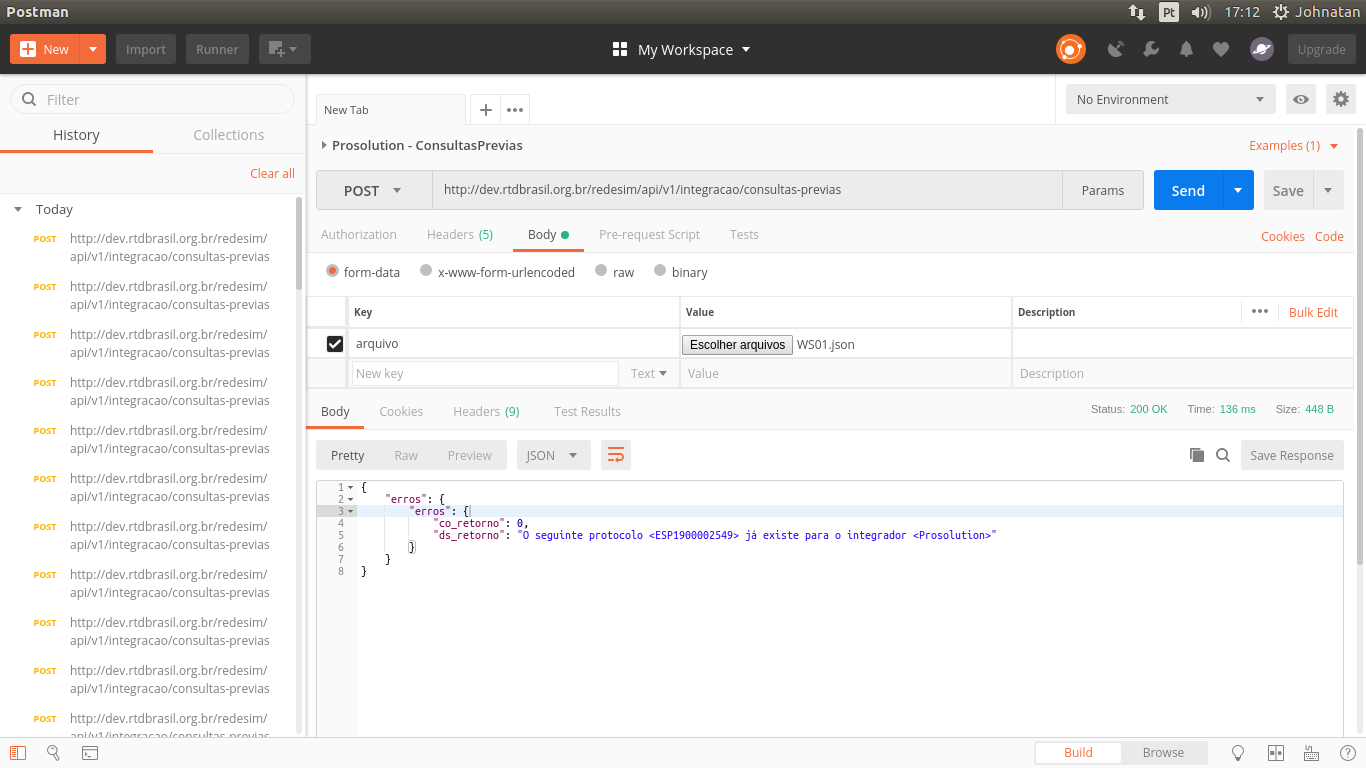 Postman
Pt
17:12
Johnatan
New
Import
Runner
My Workspace
Upgrade
Filter
History
Collections
Clear all
Today
POST http://dev.rtdbrasil.org.br/redesim/
api/v1/integracao/consultas-previas
POST http://dev.rtdbrasil.org.br/redesim/
api/v1/integracao/consultas-previas
POST http://dev.rtdbrasil.org.br/redesim/
api/v1/integracao/consultas-previas
POST http://dev.rtdbrasil.org.br/redesim/
api/v1/integracao/consultas-previas
POST http://dev.rtdbrasil.org.br/redesim/
api/v1/integracao/consultas-previas
POST http://dev.rtdbrasil.org.br/redesim/
api/v1/integracao/consultas-previas
POST http://dev.rtdbrasil.org.br/redesim/
api/v1/integracao/consultas-previas
POST http://dev.rtdbrasil.org.br/redesim/
api/v1/integracao/consultas-previas
POST http://dev.rtdbrasil.org.br/redesim/
api/v1/integracao/consultas-previas
POST http://dev.rtdbrasil.org.br/redesim/
api/v1/integracao/consultas-previas
POST http://dev.rtdbrasil.org.br/redesim/
api/v1/integracao/consultas-previas
New Tab
No Environment
Prosolution - ConsultasPrevias
Examples (1)
POST
http://dev.rtdbrasil.org.br/redesim/api/v1/integracao/consultas-previas
Params
Send
Save
Authorization
Headers (5)
Body
Pre-request Script
Tests
Cookies
Code
form-data
x-www-form-urlencoded
raw
binary
Key
Value
Description
Bulk Edit
arquivo
Escolher arquivos
WS01.json
New key
Text
Value
Description
Body
Cookies
Headers (9)
Test Results
Status: 200 OK
Time: 136 ms
Size: 448 B
Pretty
Raw
Preview
JSON
Save Response
1 {
2 "erros": {
3 "erros": {
4 "co_retorno": 0,
5 "ds_retorno": "O seguinte protocolo <ESP1900002549> já existe para o integrador <Prosolution>"
6 }
7 }
8 }
Build
Browse